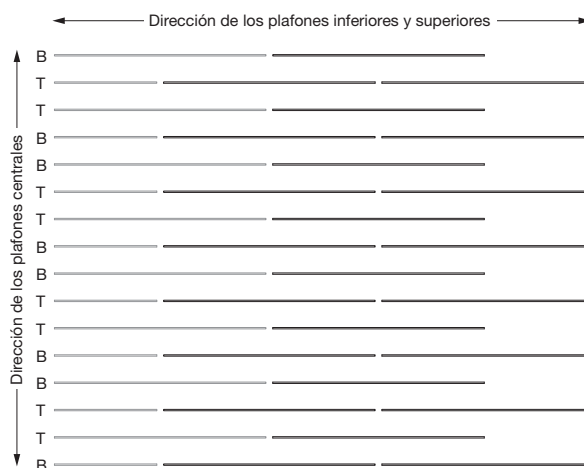 Dirección de los plafones inferiores y superiores
Dirección de los plafones centrales
B
T
T
B
B
T
T
B
B
T
T
B
B
T
T
B